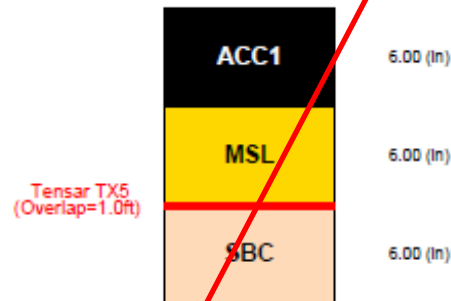 ACC1 6.00 (in)
MSL 6.00 (in)
Tensar TX5
(Overlap=1.0ft)
SBC 6.00 (in)